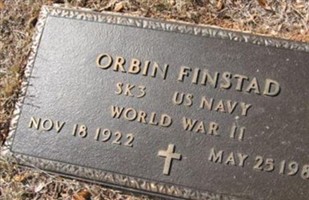 ORBIN FINSTAD
SK3 US NAVY
WORLD WAR II
NOV 18 1922 MAY 25 198